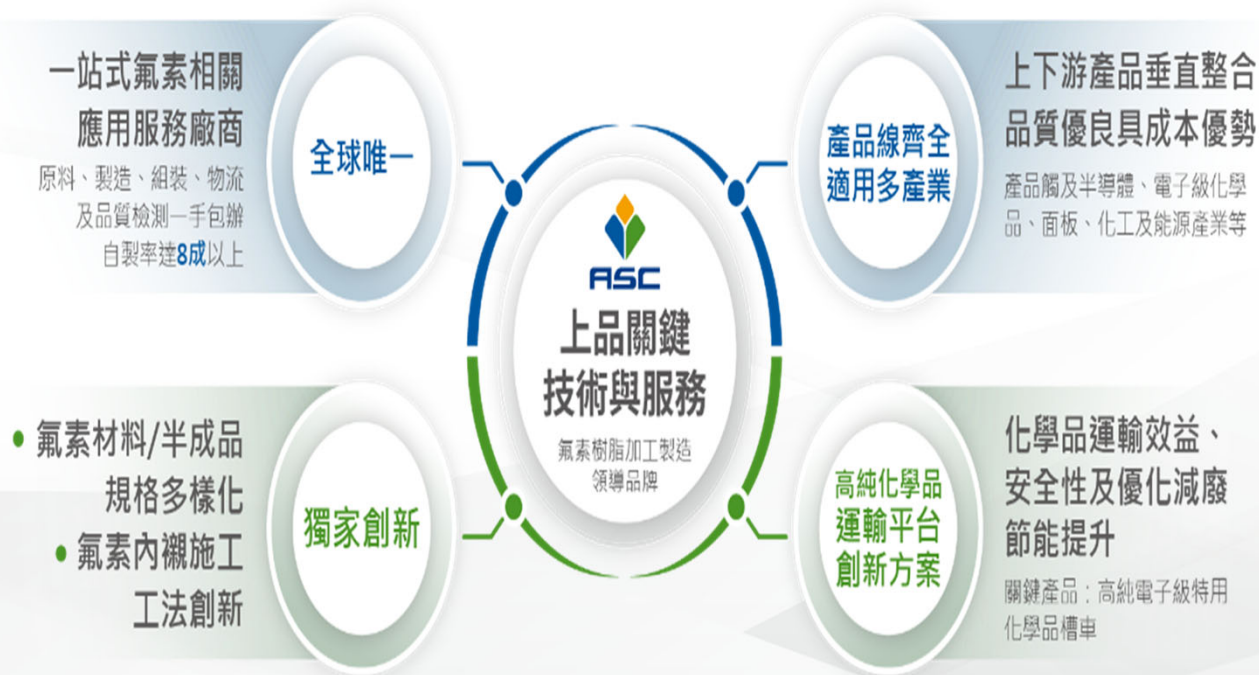 一站式氟素相關
應用服務廠商
原料、製造、組裝、物流
及品質檢測一手包辦
自製率達8成以上
全球唯一
產品線齊全
適用多產業
上下游產品垂直整合
品質優良具成本優勢
產品觸及半導體、電子級化學
品、面板、化工及能源產業等
ASC
上品關鍵
技術與服務
氟素樹脂加工製造
領導品牌
• 氟素材料/半成品
規格多樣化
• 氟素內襯施工
工法創新
獨家創新
高純化學品
運輸平台
創新方案
化學品運輸效益、
安全性及優化減廢
節能提升
關鍵產品：高純電子級特用
化學品槽車